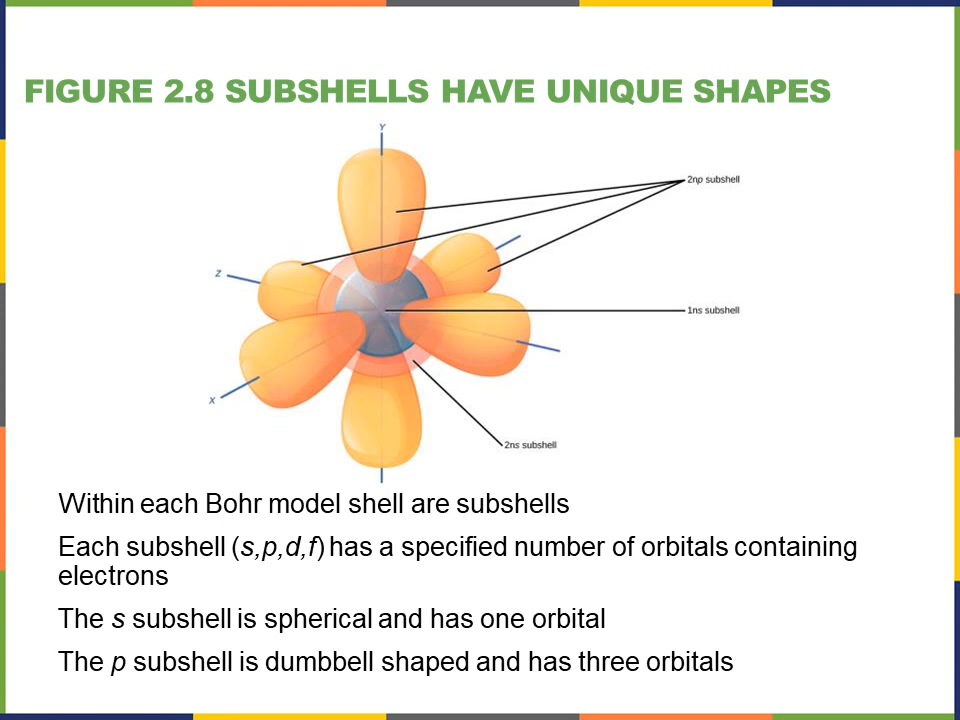 FIGURE 2.8 SUBSHELLS HAVE UNIQUE SHAPES
Y
2np subshell
Z
1ns subshell
X
2ns subshell
Within each Bohr model shell are subshells
Each subshell (s,p,d,f) has a specified number of orbitals containing
electrons
The s subshell is spherical and has one orbital
The p subshell is dumbbell shaped and has three orbitals